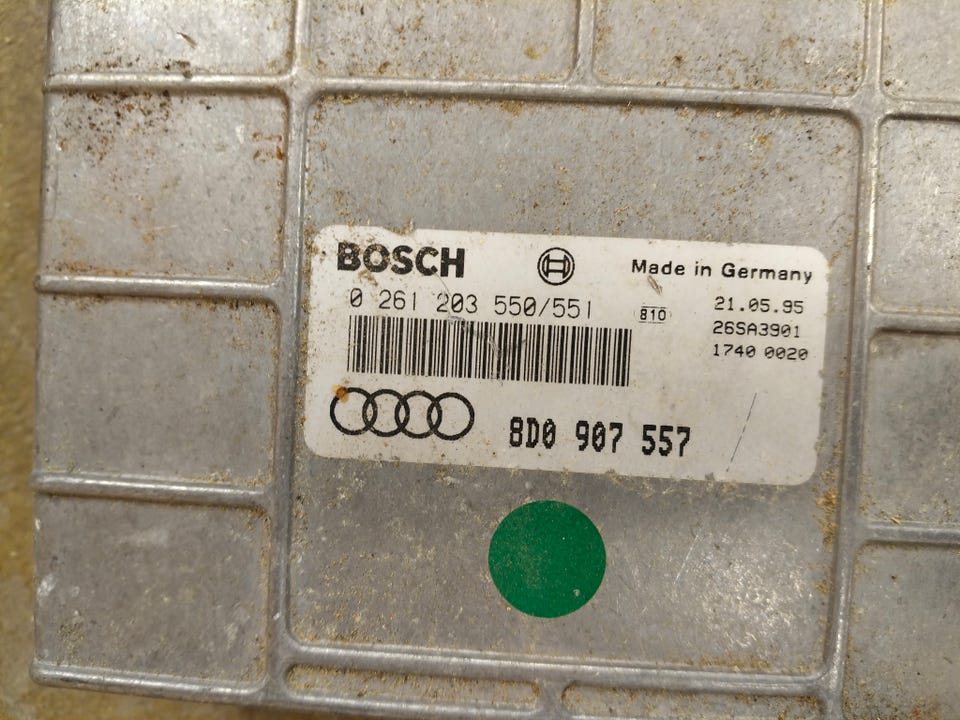 BOSCH
Made in Germany
0 261 203 550/551
810
21.05.95
26SA3901
1740 0020
8D0 907 557